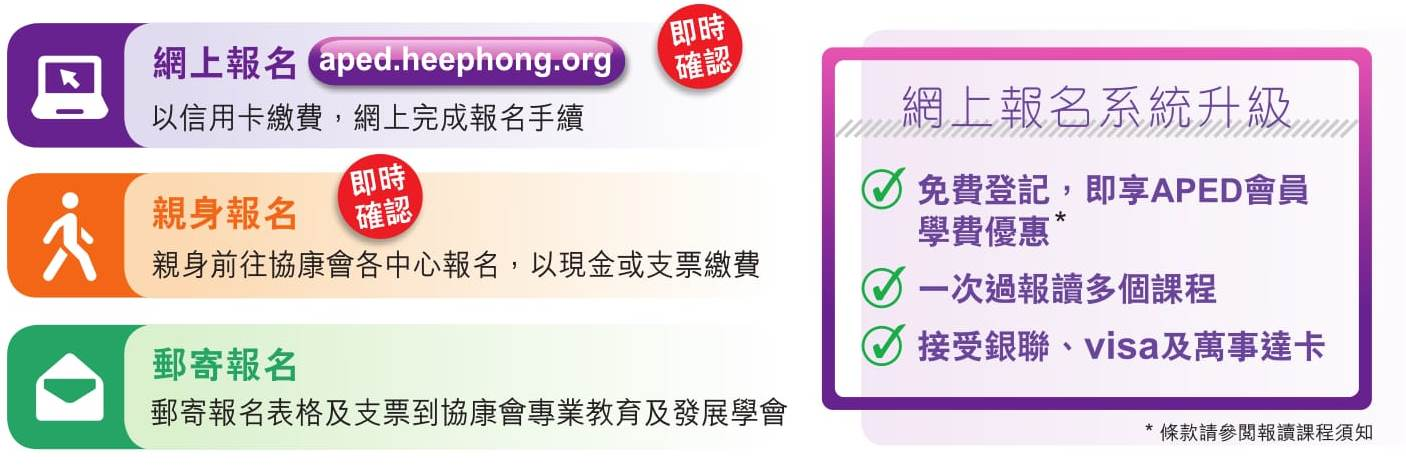 網上報名 aped.heephong.org
即時
確認
以信用卡繳費，網上完成報名手續
親身報名
即時
確認
親身前往協康會各中心報名，以現金或支票繳費
郵寄報名
郵寄報名表格及支票到協康會專業教育及發展學會
網上報名系統升級
免費登記，即享APED會員
學費優惠*
一次過報讀多個課程
接受銀聯、visa及萬事達卡
* 條款請參閱報讀課程須知